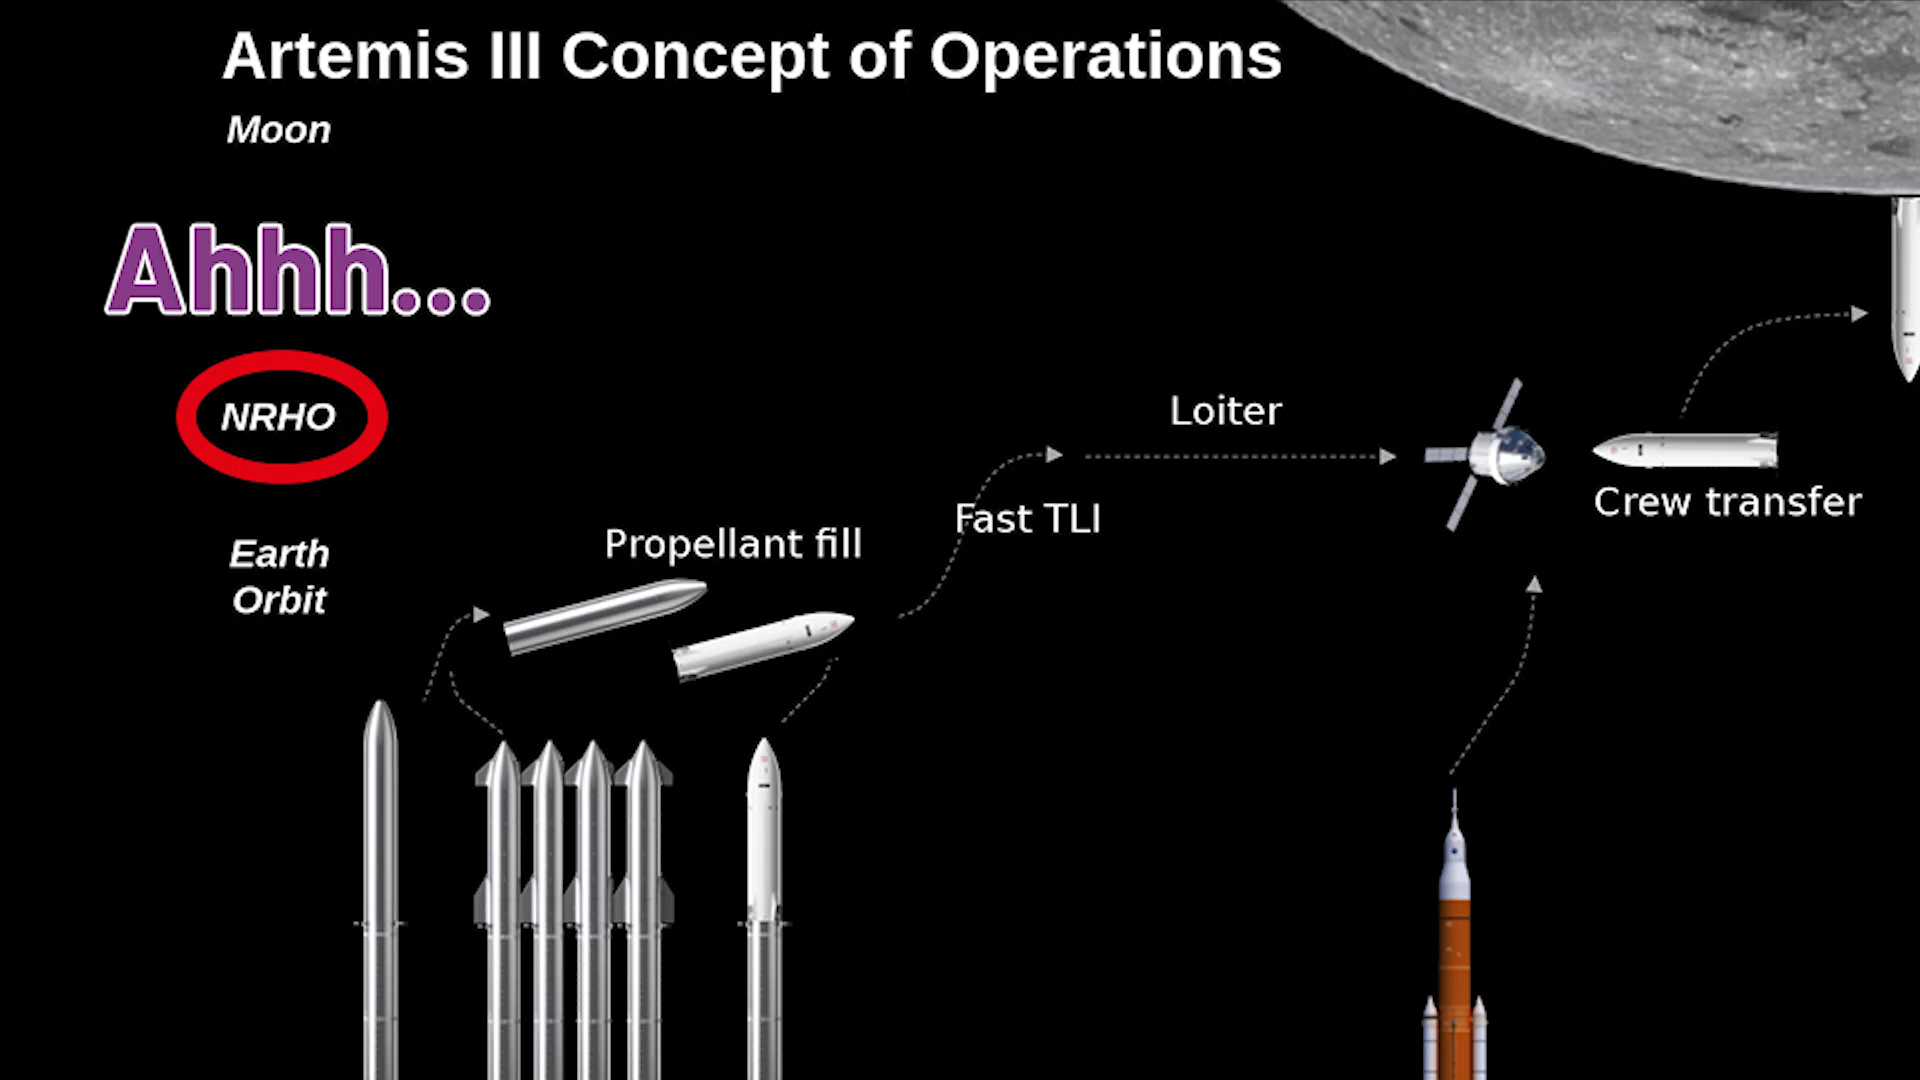 Artemis III Concept of Operations
Moon
Ahhh...
NRHO
Loiter
Crew transfer
Fast TLI
Propellant fill
Earth
Orbit